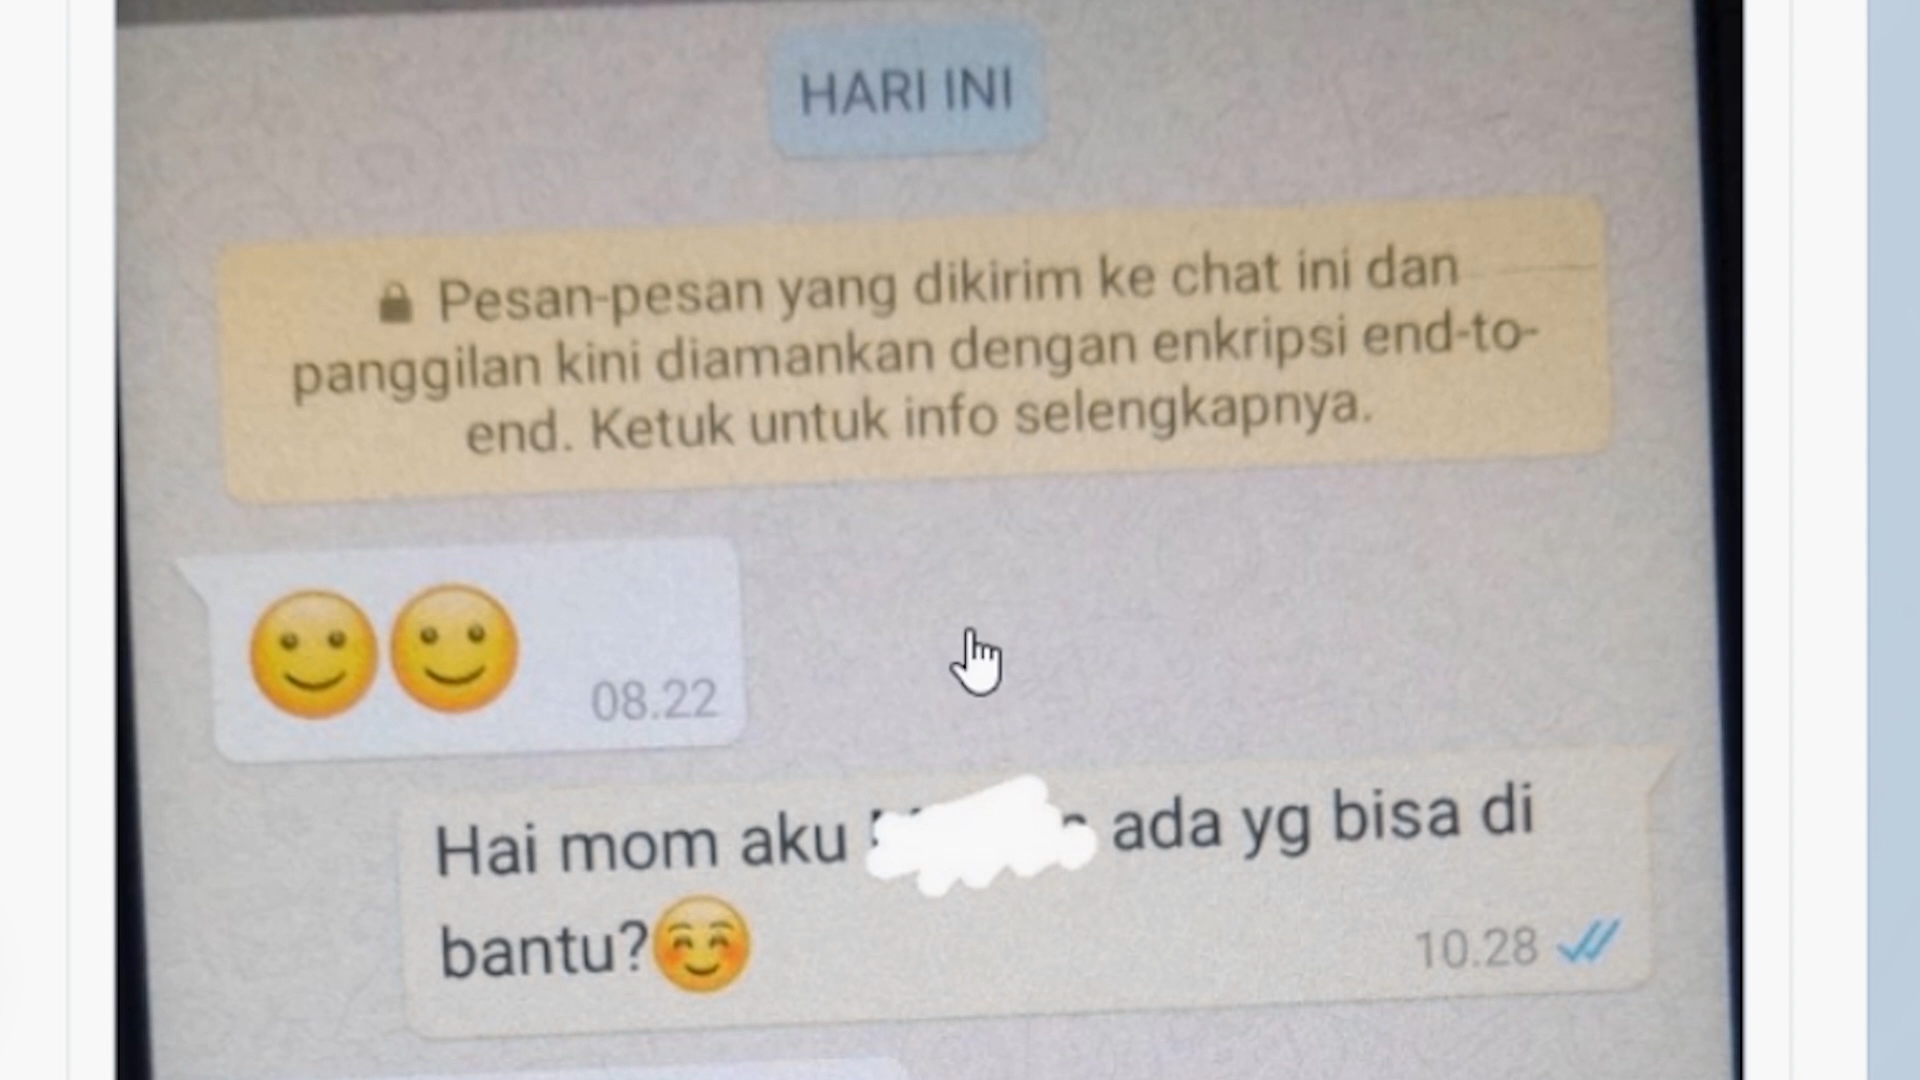 HARI INI
Pesan-pesan yang dikirim ke chat ini dan
panggilan kini diamankan dengan enkripsi end-to-
end. Ketuk untuk info selengkapnya.
08.22
Hai mom aku ada yg bisa di
bantu?
10.28